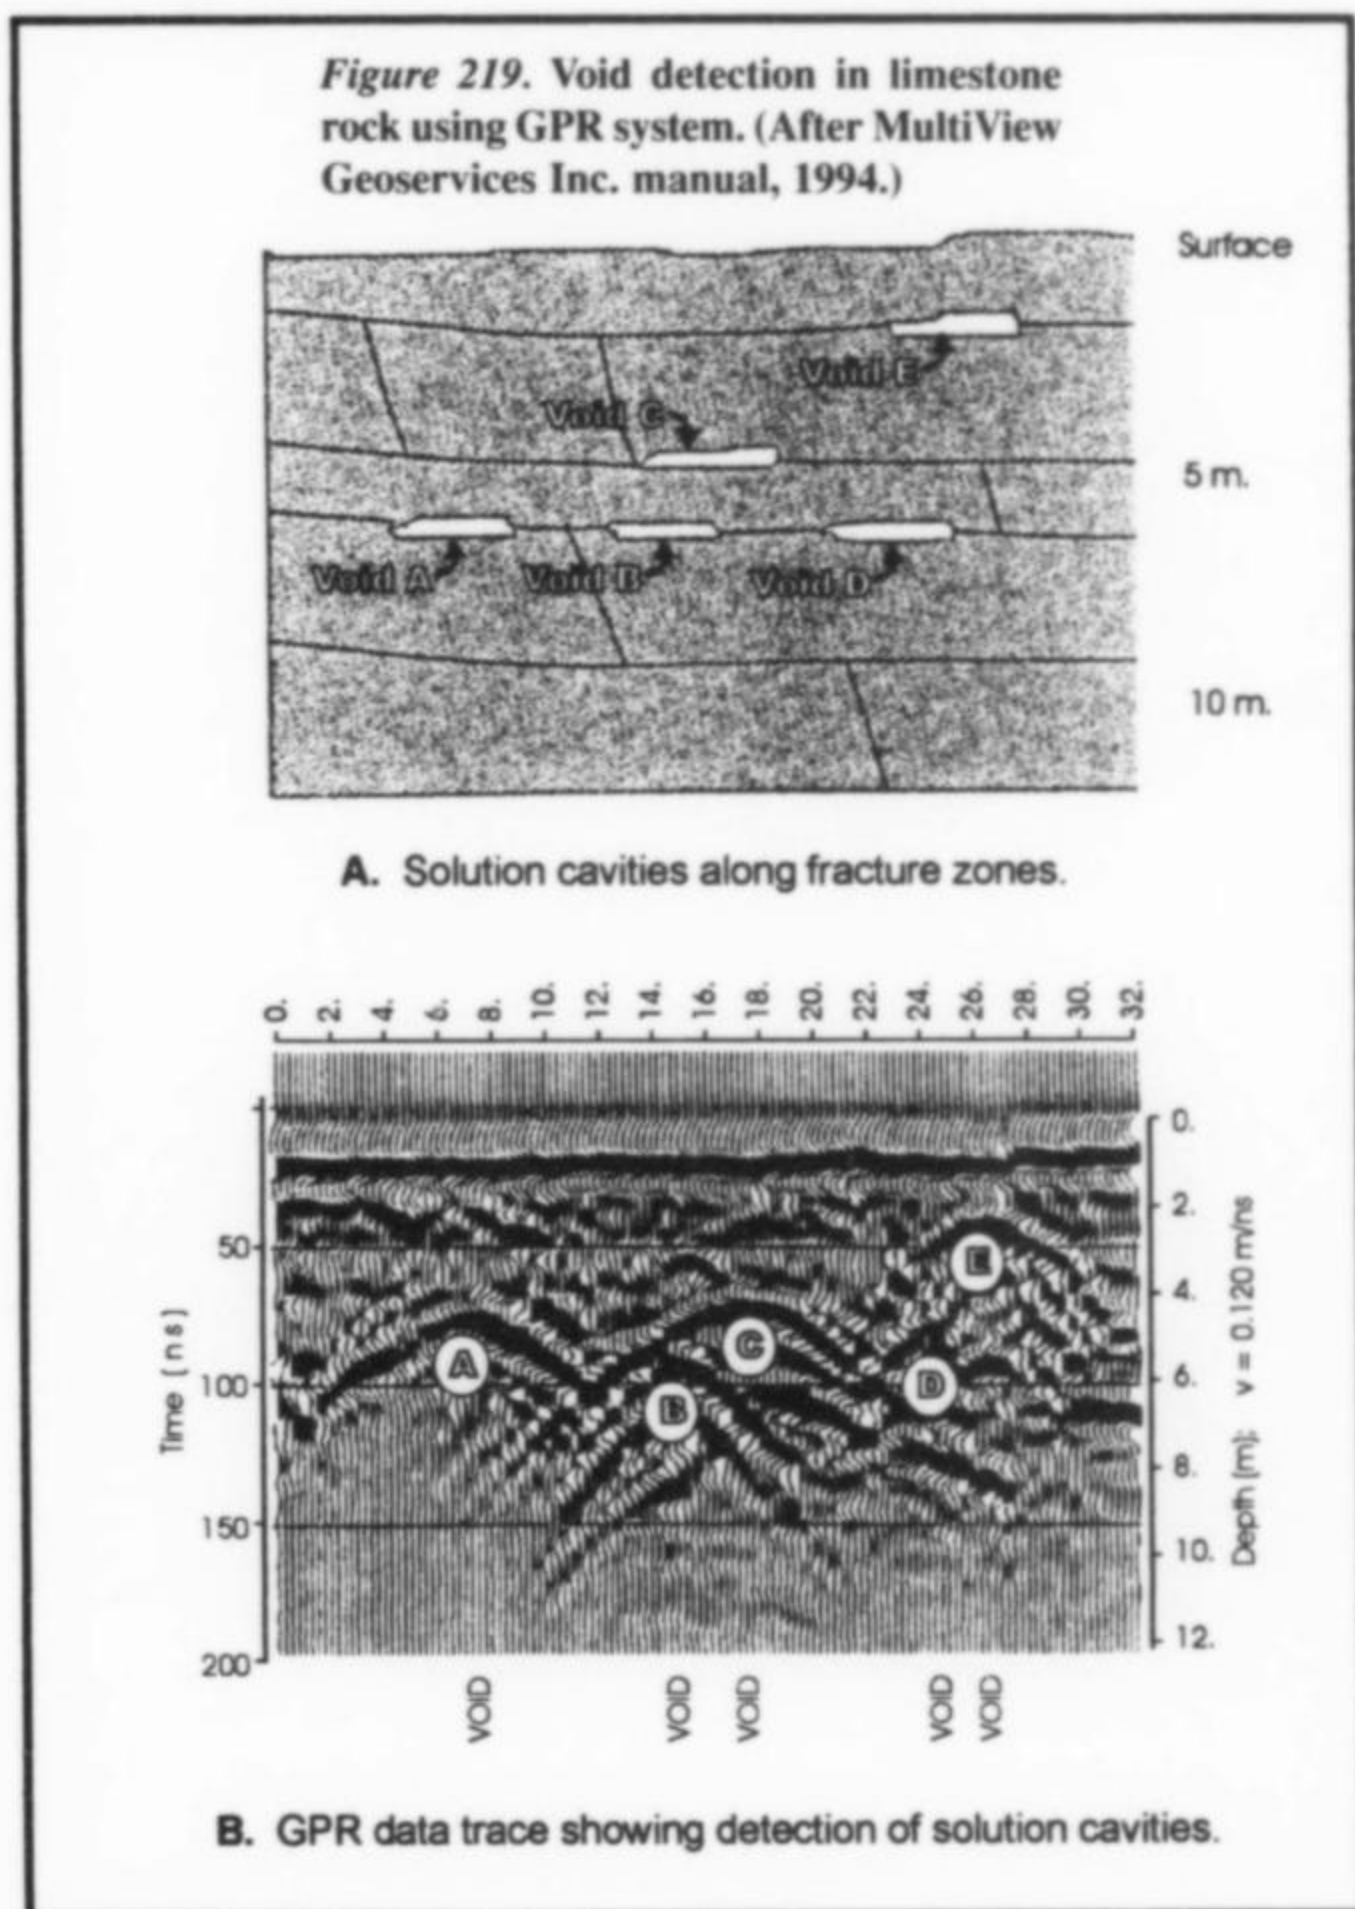 Figure 219. Void detection in limestone
rock using GPR system. (After MultiView
Geoservices Inc. manual, 1994.)
Surface
Void E
Void C
5 m.
Void A
Void B
Void D
10 m.
A. Solution cavities along fracture zones.
0. 2. 4. 6. 8. 10. 12. 14. 16. 18. 20. 22. 24. 26. 28. 30. 32.
0.
2.
50
E
4.
C
A
6.
100
D
B
8.
150
10.
12.
200
Time (ns)
Depth (m): v = 0.120 m/ns
VOID VOID VOID VOID VOID
B. GPR data trace showing detection of solution cavities.